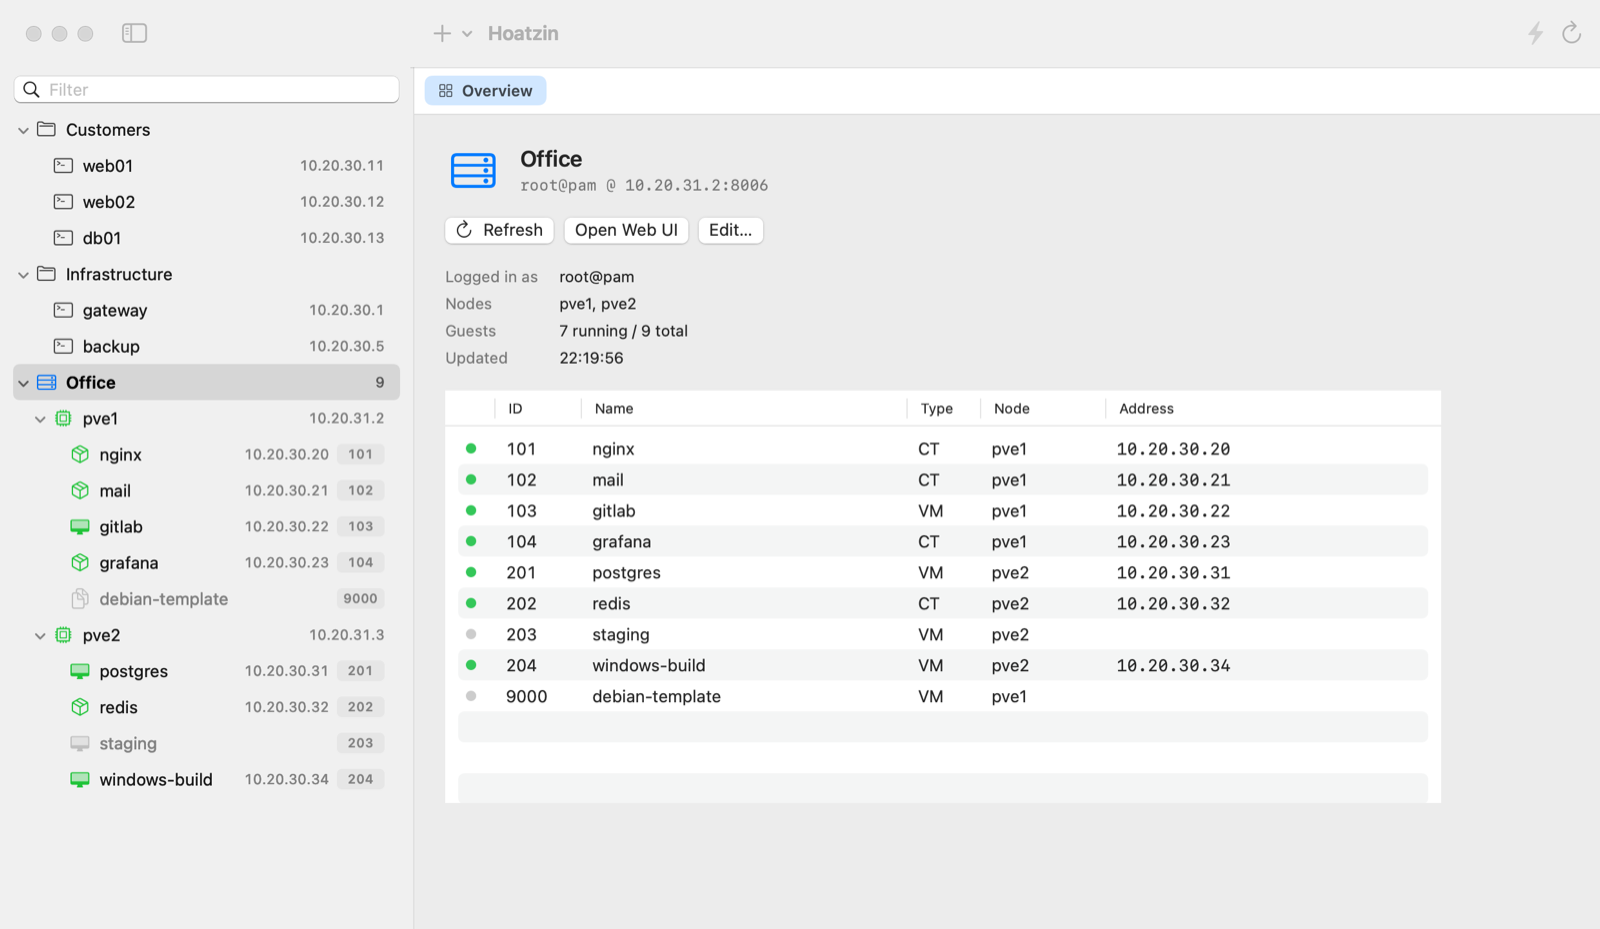 Hoatzin
Filter
Customers
web01 10.20.30.11
web02 10.20.30.12
db01 10.20.30.13
Infrastructure
gateway 10.20.30.1
backup 10.20.30.5
Office 9
pve1 10.20.31.2
nginx 10.20.30.20 101
mail 10.20.30.21 102
gitlab 10.20.30.22 103
grafana 10.20.30.23 104
debian-template 9000
pve2 10.20.31.3
postgres 10.20.30.31 201
redis 10.20.30.32 202
staging 203
windows-build 10.20.30.34 204
Overview
Office
root@pam @ 10.20.31.2:8006
Refresh Open Web UI Edit...
Logged in as root@pam
Nodes pve1, pve2
Guests 7 running / 9 total
Updated 22:19:56
ID Name Type Node Address
101 nginx CT pve1 10.20.30.20
102 mail CT pve1 10.20.30.21
103 gitlab VM pve1 10.20.30.22
104 grafana CT pve1 10.20.30.23
201 postgres VM pve2 10.20.30.31
202 redis CT pve2 10.20.30.32
203 staging VM pve2
204 windows-build VM pve2 10.20.30.34
9000 debian-template VM pve1